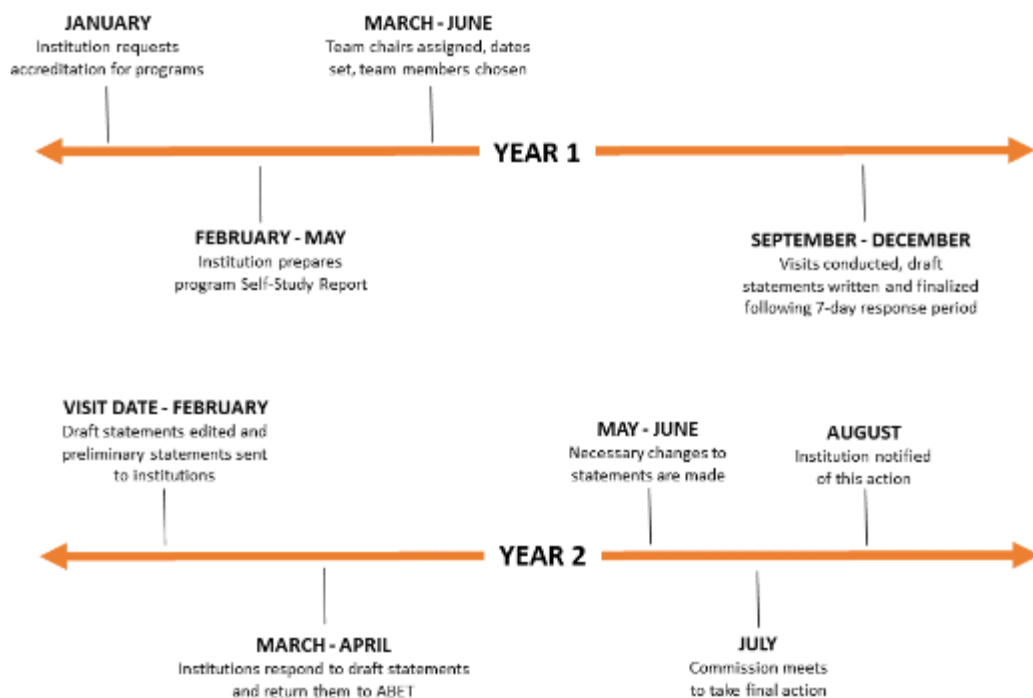 JANUARY
Institution requests
accreditation for programs
MARCH - JUNE
Team chairs assigned, dates
set, team members chosen
YEAR 1
FEBRUARY - MAY
Institution prepares
program Self-Study Report
SEPTEMBER - DECEMBER
Visits conducted, draft
statements written and finalized
following 7-day response period
VISIT DATE - FEBRUARY
Draft statements edited and
preliminary statements sent
to institutions
MAY - JUNE
Necessary changes to
statements are made
AUGUST
Institution notified
of this action
YEAR 2
MARCH - APRIL
Institutions respond to draft statements
and return them to ABET
JULY
Commission meets
to take final action